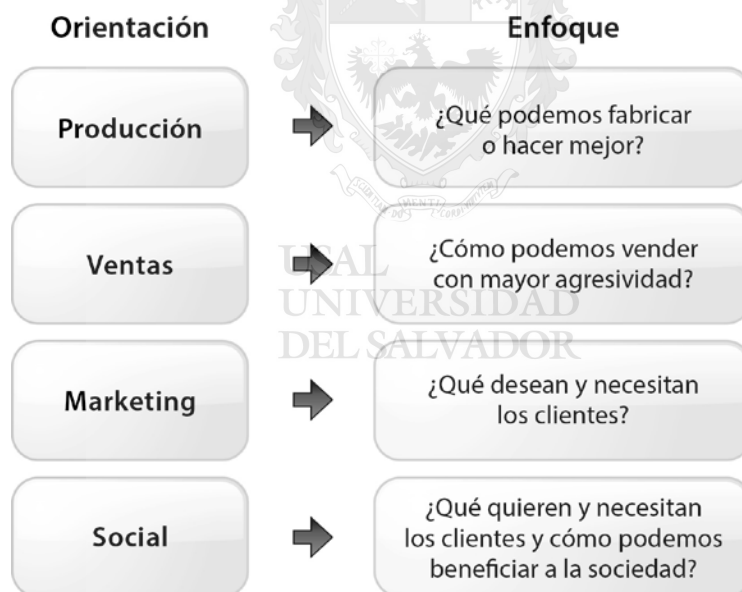 Orientación
Enfoque
Producción
¿Qué podemos fabricar
o hacer mejor?
Ventas
¿Cómo podemos vender
con mayor agresividad?
Marketing
¿Qué desean y necesitan
los clientes?
Social
¿Qué quieren y necesitan
los clientes y cómo podemos
beneficiar a la sociedad?
USAL
UNIVERSIDAD
DEL SALVADOR